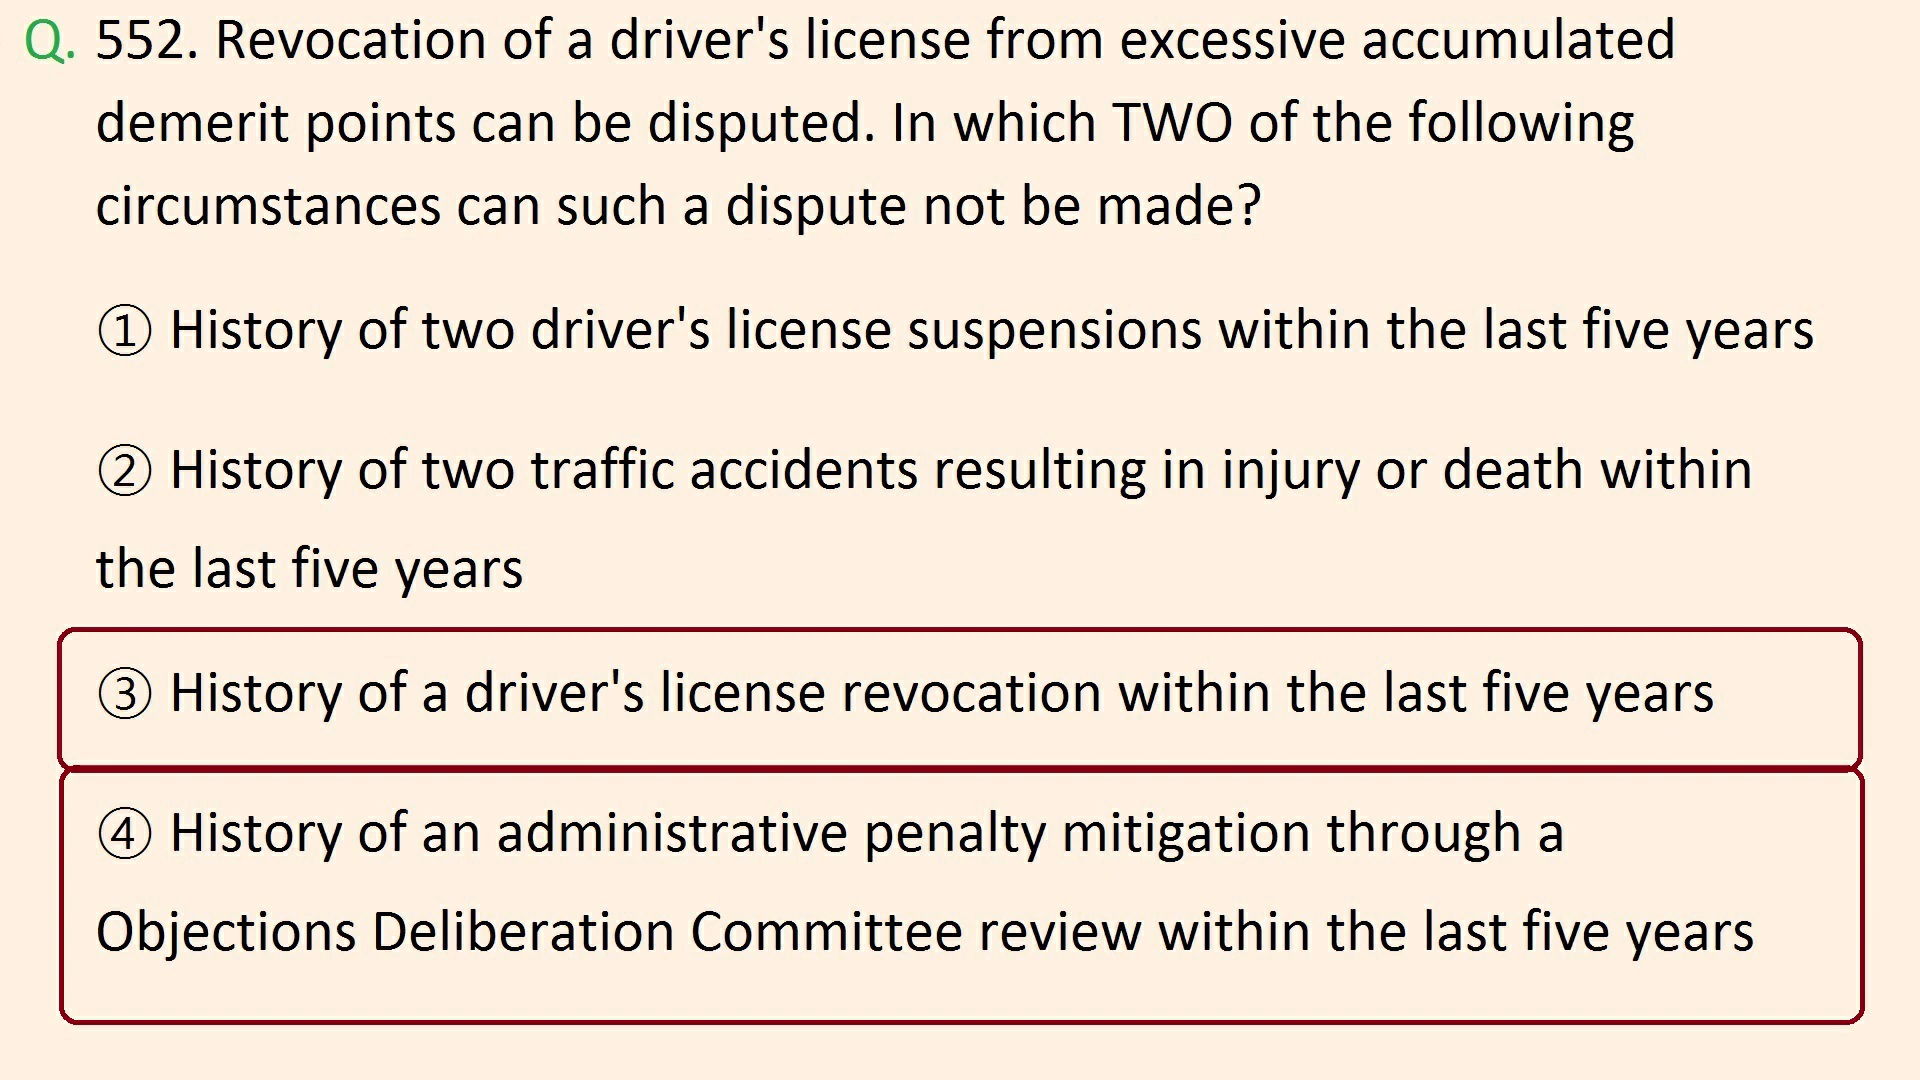 Q. 552. Revocation of a driver's license from excessive accumulated
demerit points can be disputed. In which TWO of the following
circumstances can such a dispute not be made?
① History of two driver's license suspensions within the last five years
② History of two traffic accidents resulting in injury or death within
the last five years
③ History of a driver's license revocation within the last five years
④ History of an administrative penalty mitigation through a
Objections Deliberation Committee review within the last five years